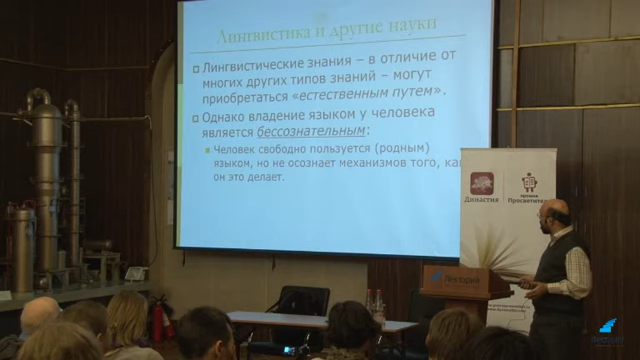 Лингвистика и другие науки
Лингвистические знания – в отличие от
многих других типов знаний – могут
приобретаться «естественным путем».
Однако владение языком у человека
является бессознательным:
Человек свободно пользуется (родным)
языком, но не осознает механизмов того, как
он это делает.
Династия
Просветитель